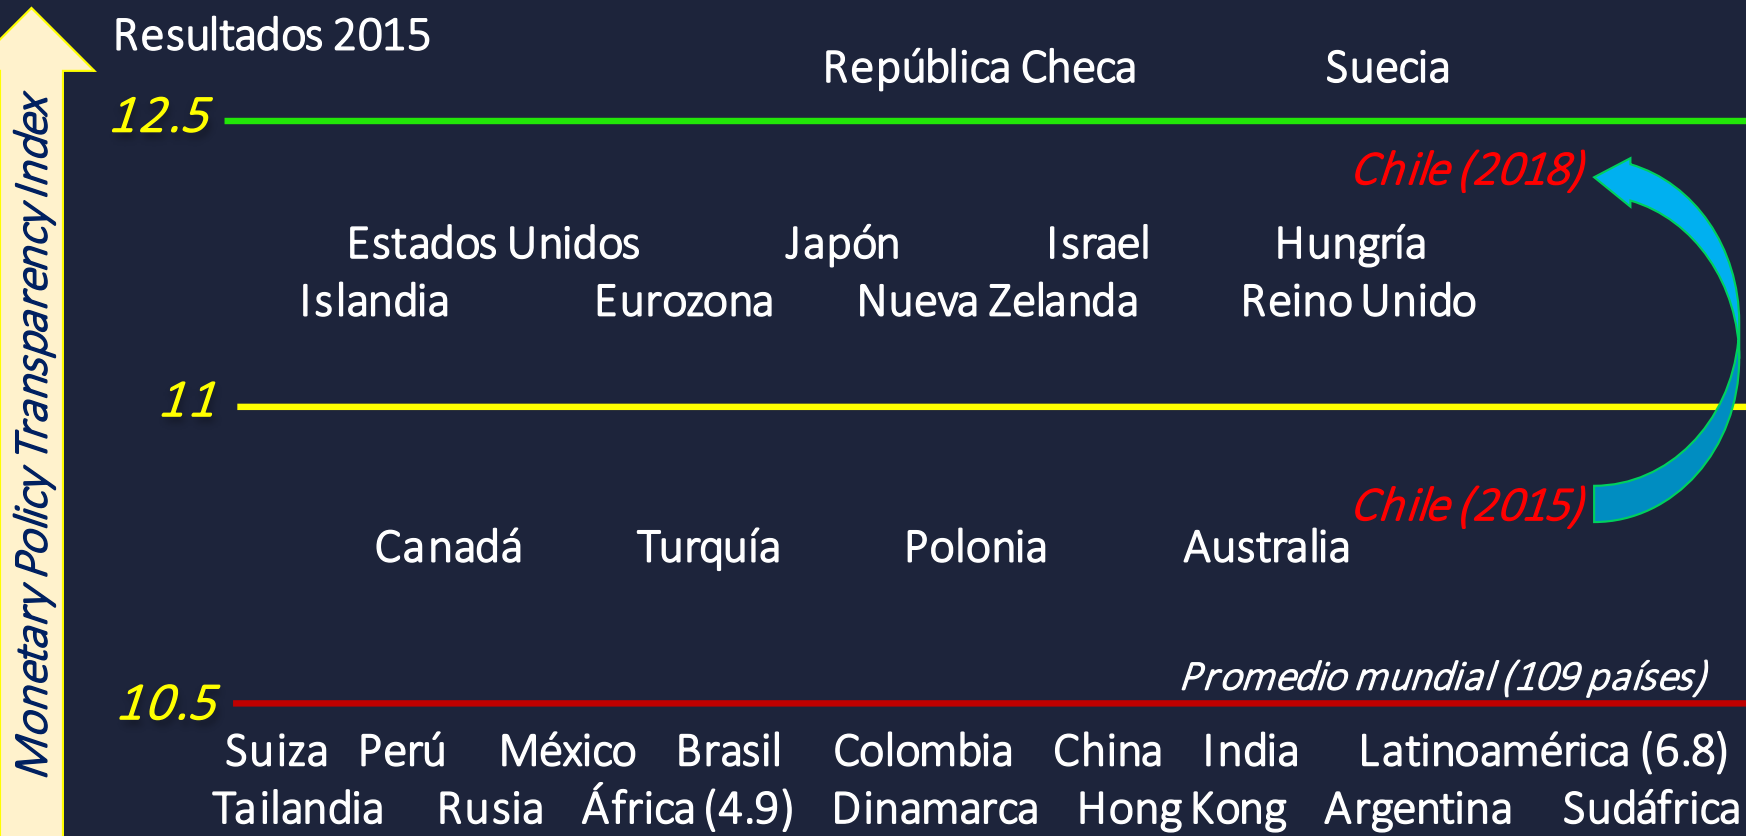 Monetary Policy Transparency Index
Resultados 2015
República Checa Suecia
12.5
Chile (2018)
Estados Unidos Japón Israel Hungría
Islandia Eurozona Nueva Zelanda Reino Unido
11
Chile (2015)
Canadá Turquía Polonia Australia
Promedio mundial (109 países)
10.5
Suiza Perú México Brasil Colombia China India Latinoamérica (6.8)
Tailandia Rusia África (4.9) Dinamarca Hong Kong Argentina Sudáfrica